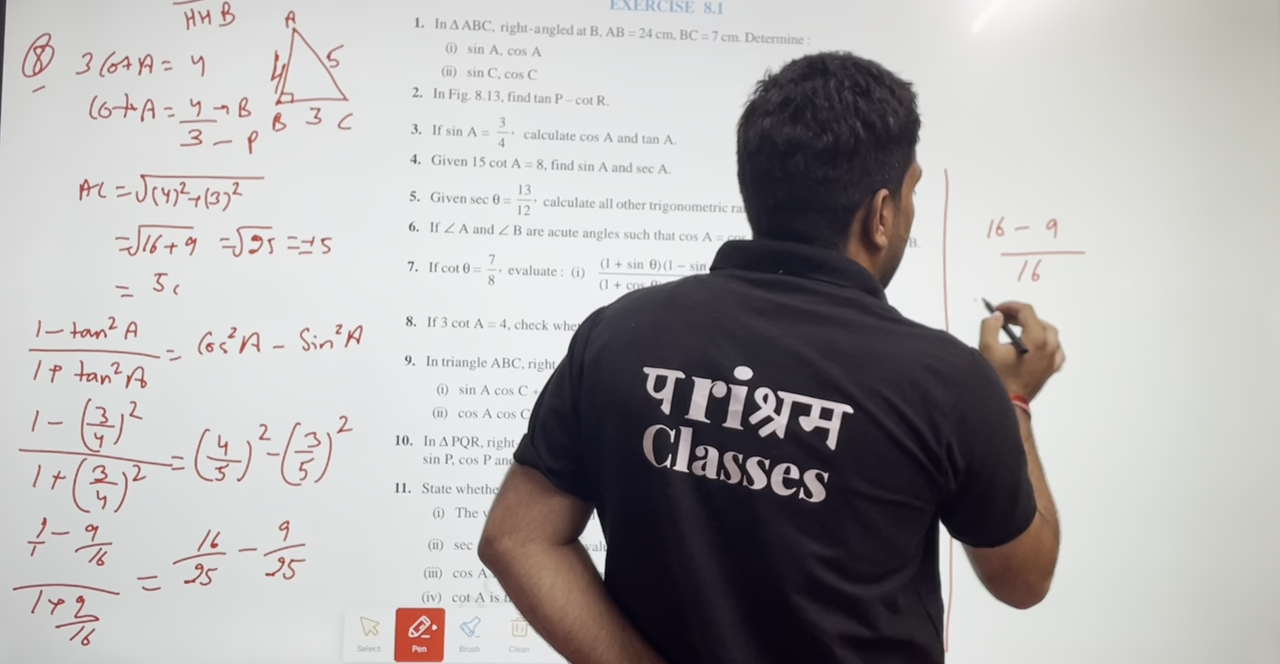 HHB
⑧ 3 Cot A = 4
Cot A = 4 → B
3 - P
A
4
5
B 3 C
AC = √(4)²+(3)²
= √16+9 = √25 = ±5
= 5
1 - tan² A / 1 + tan² A = Cos² A - Sin² A
1 - (3/4)² / 1 + (3/4)² = (4/5)² - (3/5)²
1/1 - 9/16 / 1 + 9/16 = 16/25 - 9/25
EXERCISE 8.1
1. In Δ ABC, right-angled at B, AB = 24 cm, BC = 7 cm. Determine :
(i) sin A, cos A
(ii) sin C, cos C
2. In Fig. 8.13, find tan P – cot R.
3. If sin A = 3/4, calculate cos A and tan A.
4. Given 15 cot A = 8, find sin A and sec A.
5. Given sec θ = 13/12, calculate all other trigonometric
6. If ∠ A and ∠ B are acute angles such that cos A = B.
7. If cot θ = 7/8, evaluate : (i) (1 + sin θ)(1 – sin / (1 + cos
8. If 3 cot A = 4, check
9. In triangle ABC, right
(i) sin A cos C
(ii) cos A cos C
10. In Δ PQR, right
sin P, cos P
11. State
(i) The
(ii) sec
(iii) cos A
(iv) cot A is
Select
Pen
Brush
Clean
16 - 9
16
पriश्रम
Classes